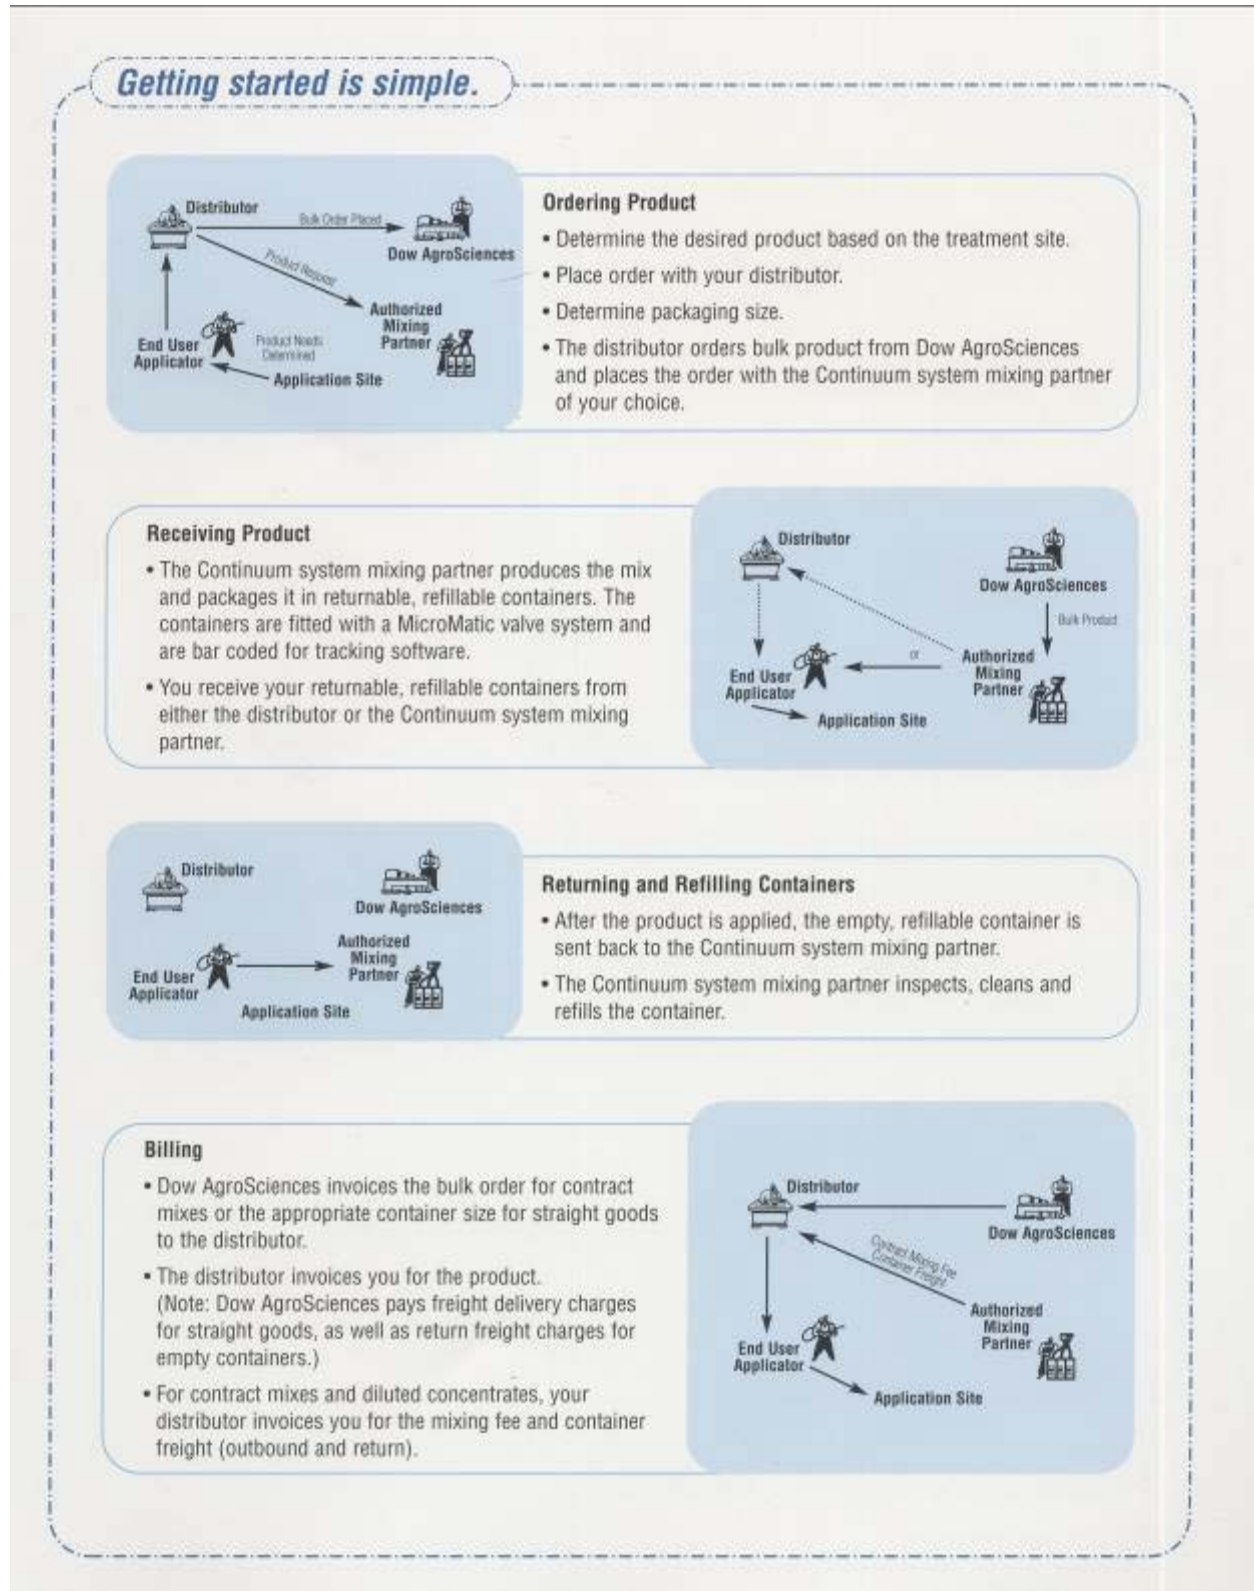 Getting started is simple.
Distributor
Bulk Order Placed
Dow AgroSciences
Product Request
Authorized
Mixing
Partner
End User
Applicator
Product Needs
Determined
Application Site
Ordering Product
• Determine the desired product based on the treatment site.
• Place order with your distributor.
• Determine packaging size.
• The distributor orders bulk product from Dow AgroSciences
and places the order with the Continuum system mixing partner
of your choice.
Receiving Product
• The Continuum system mixing partner produces the mix
and packages it in returnable, refillable containers. The
containers are fitted with a MicroMatic valve system and
are bar coded for tracking software.
• You receive your returnable, refillable containers from
either the distributor or the Continuum system mixing
partner.
Distributor
Dow AgroSciences
Bulk Product
or
Authorized
Mixing
Partner
End User
Applicator
Application Site
Distributor
Dow AgroSciences
Authorized
Mixing
Partner
End User
Applicator
Application Site
Returning and Refilling Containers
• After the product is applied, the empty, refillable container is
sent back to the Continuum system mixing partner.
• The Continuum system mixing partner inspects, cleans and
refills the container.
Billing
• Dow AgroSciences invoices the bulk order for contract
mixes or the appropriate container size for straight goods
to the distributor.
• The distributor invoices you for the product.
(Note: Dow AgroSciences pays freight delivery charges
for straight goods, as well as return freight charges for
empty containers.)
• For contract mixes and diluted concentrates, your
distributor invoices you for the mixing fee and container
freight (outbound and return).
Distributor
Dow AgroSciences
Contract Mixing Fee
Container Freight
Authorized
Mixing
Partner
End User
Applicator
Application Site